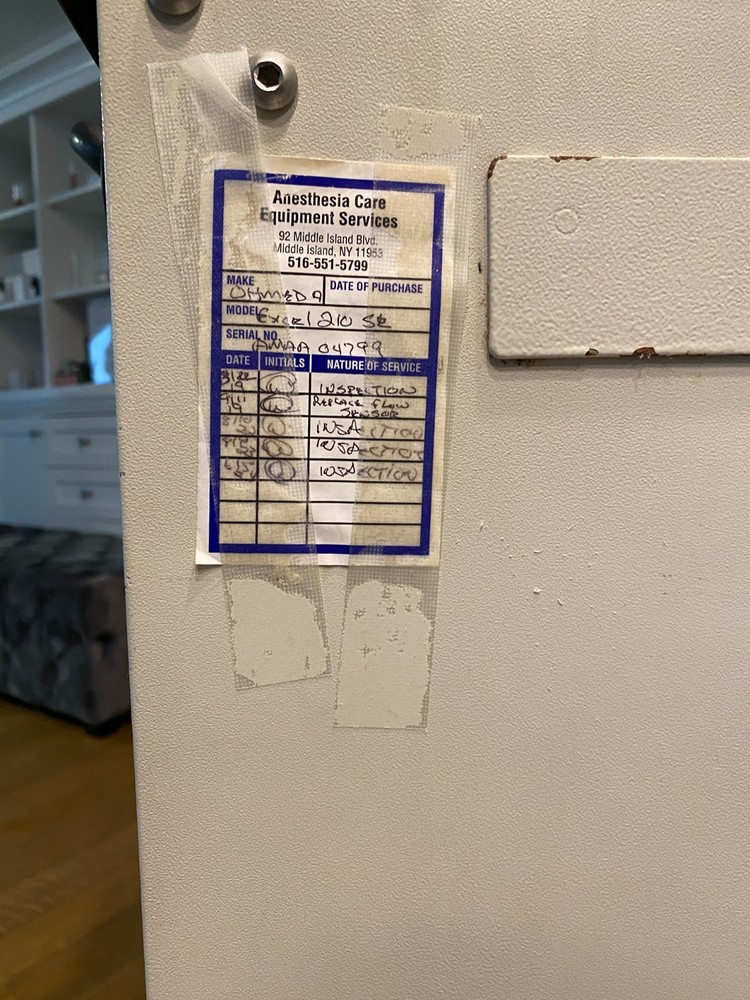 Anesthesia Care
Equipment Services
92 Middle Island Blvd.
Middle Island, NY 11953
516-551-5799
MAKE DATE OF PURCHASE
OHMEDA
MODEL Excel 210 SE
SERIAL NO.
AMAA 04799
DATE INITIALS NATURE OF SERVICE
INSPECTION
REPLACE FLOW
SENSOR
INSPECTION
INSPECTION
INSPECTION